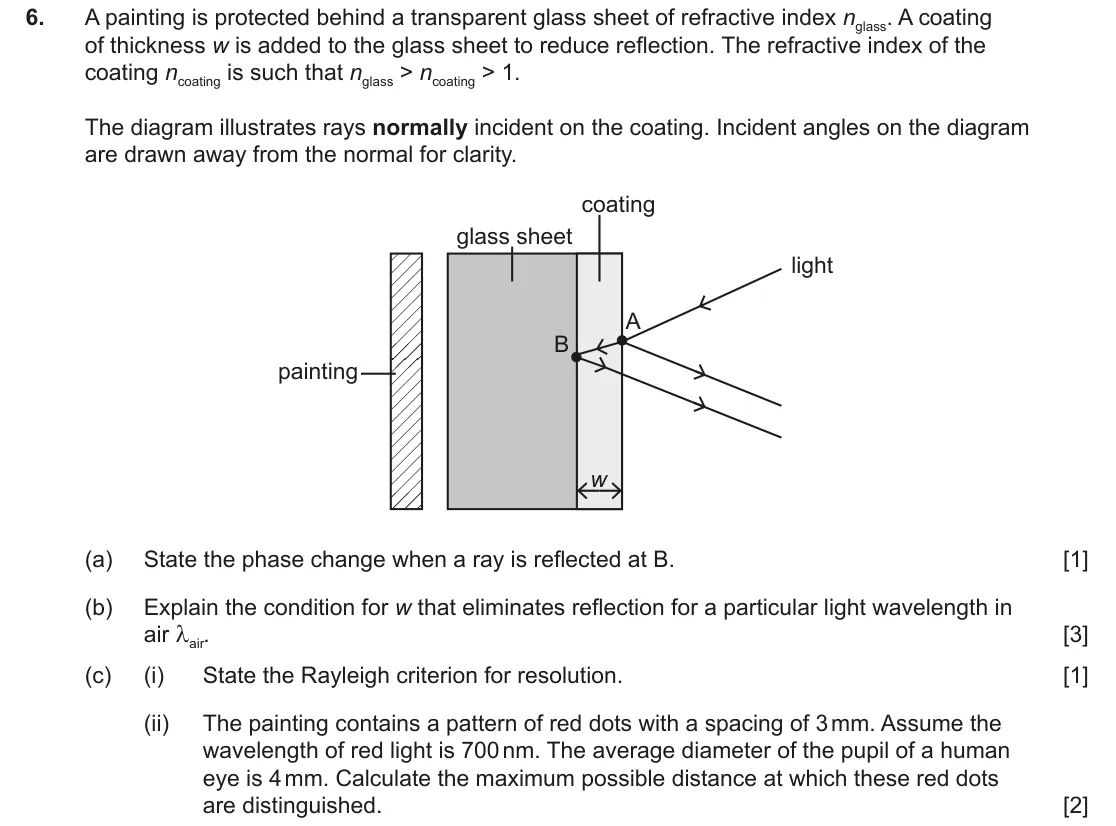 6. A painting is protected behind a transparent glass sheet of refractive index nglass. A coating
of thickness w is added to the glass sheet to reduce reflection. The refractive index of the
coating ncoating is such that nglass > ncoating > 1.
The diagram illustrates rays normally incident on the coating. Incident angles on the diagram
are drawn away from the normal for clarity.
coating
glass sheet
light
A
B
painting
w
(a) State the phase change when a ray is reflected at B. [1]
(b) Explain the condition for w that eliminates reflection for a particular light wavelength in
air λair. [3]
(c) (i) State the Rayleigh criterion for resolution. [1]
(ii) The painting contains a pattern of red dots with a spacing of 3 mm. Assume the
wavelength of red light is 700 nm. The average diameter of the pupil of a human
eye is 4 mm. Calculate the maximum possible distance at which these red dots
are distinguished. [2]